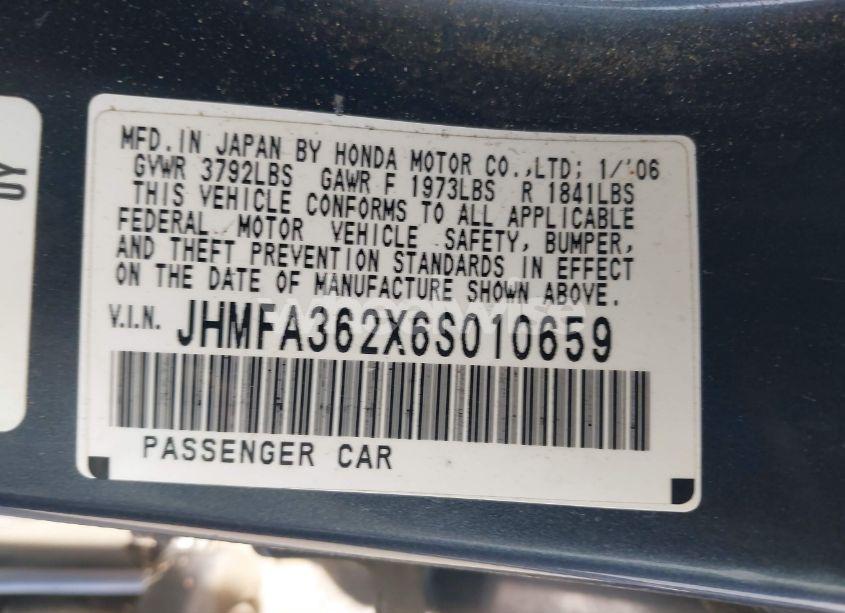 MFD.IN JAPAN BY HONDA MOTOR CO.,LTD; 1/'06
GVWR 3792LBS GAWR F 1973LBS R 1841LBS
THIS VEHICLE CONFORMS TO ALL APPLICABLE
FEDERAL MOTOR VEHICLE SAFETY, BUMPER,
AND THEFT PREVENTION STANDARDS IN EFFECT
ON THE DATE OF MANUFACTURE SHOWN ABOVE.
V.I.N. JHMFA362X6S010659
PASSENGER CAR